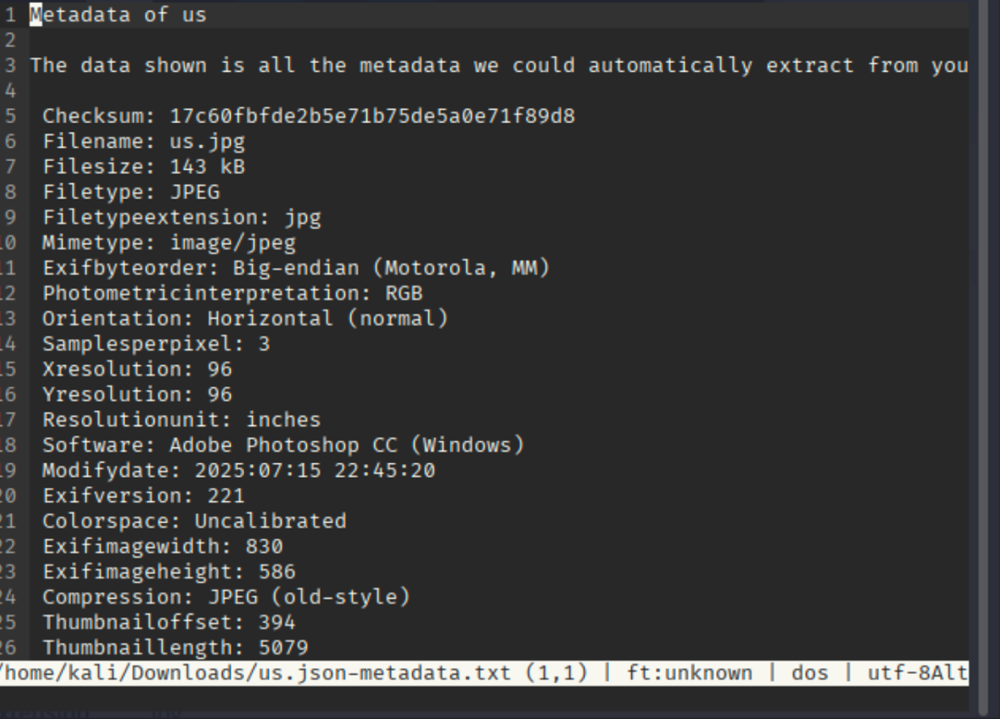 1 Metadata of us
2
3 The data shown is all the metadata we could automatically extract from you
4
5 Checksum: 17c60fbfde2b5e71b75de5a0e71f89d8
6 Filename: us.jpg
7 Filesize: 143 kB
8 Filetype: JPEG
9 Filetypeextension: jpg
10 Mimetype: image/jpeg
11 Exifbyteorder: Big-endian (Motorola, MM)
12 Photometricinterpretation: RGB
13 Orientation: Horizontal (normal)
14 Samplesperpixel: 3
15 Xresolution: 96
16 Yresolution: 96
17 Resolutionunit: inches
18 Software: Adobe Photoshop CC (Windows)
19 Modifydate: 2025:07:15 22:45:20
20 Exifversion: 221
21 Colorspace: Uncalibrated
22 Exifimagewidth: 830
23 Exifimageheight: 586
24 Compression: JPEG (old-style)
25 Thumbnailoffset: 394
26 Thumbnaillength: 5079
/home/kali/Downloads/us.json-metadata.txt (1,1) | ft:unknown | dos | utf-8Alt